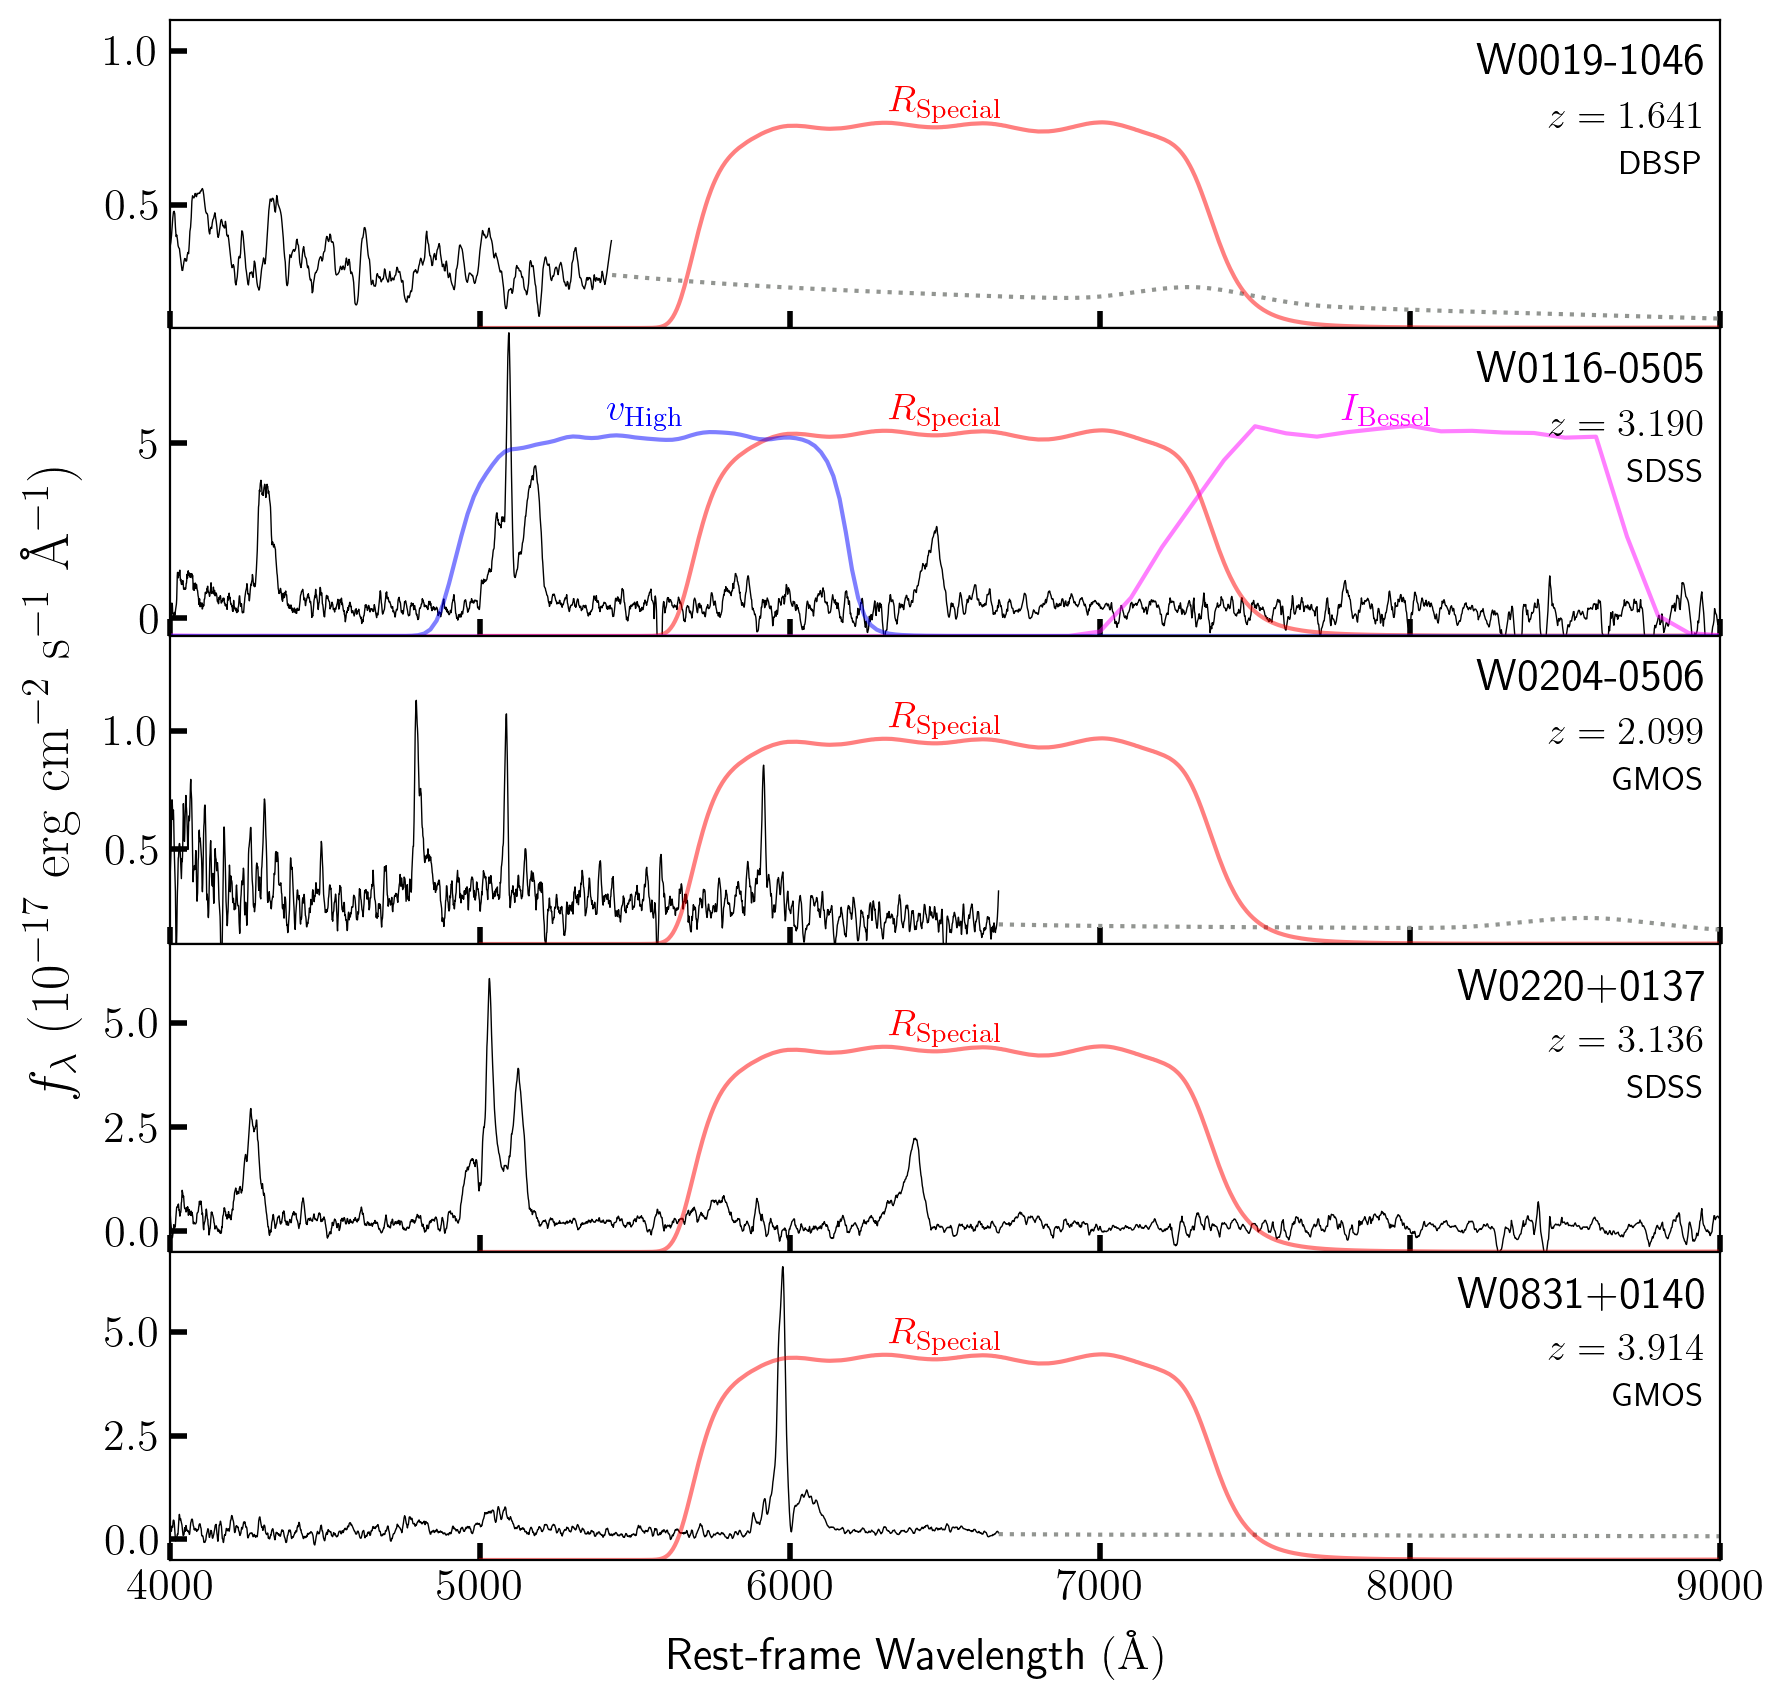 1.0
0.5
R_Special
W0019-1046
z = 1.641
DBSP
5
0
v_High
R_Special
I_Bessel
W0116-0505
z = 3.190
SDSS
1.0
0.5
R_Special
W0204-0506
z = 2.099
GMOS
5.0
2.5
0.0
R_Special
W0220+0137
z = 3.136
SDSS
5.0
2.5
0.0
R_Special
W0831+0140
z = 3.914
GMOS
f_λ (10⁻¹⁷ erg cm⁻² s⁻¹ Å⁻¹)
4000 5000 6000 7000 8000 9000
Rest-frame Wavelength (Å)